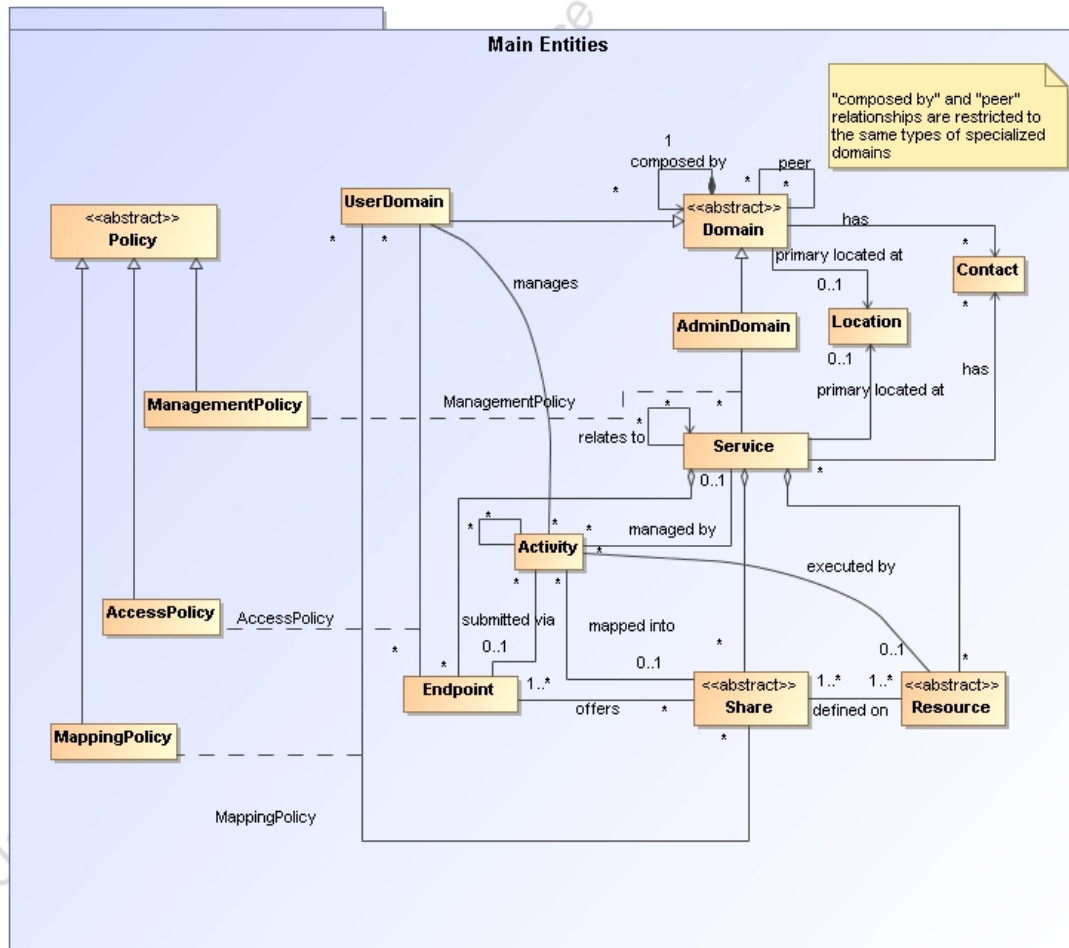 Main Entities
"composed by" and "peer"
relationships are restricted to
the same types of specialized
domains
1
composed by
peer
*
*
*
UserDomain
<<abstract>>
Domain
<<abstract>>
Policy
has
*
*
*
primary located at
0..1
Contact
*
manages
AdminDomain
Location
0..1
has
primary located at
ManagementPolicy
ManagementPolicy
*
*
*
relates to
Service
*
0..1
*
*
*
*
managed by
Activity
*
executed by
*
*
AccessPolicy
AccessPolicy
submitted via
mapped into
*
0..1
*
*
0..1
0..1
*
Endpoint
1..*
offers
*
<<abstract>>
Share
1..*
1..*
defined on
<<abstract>>
Resource
MappingPolicy
*
MappingPolicy